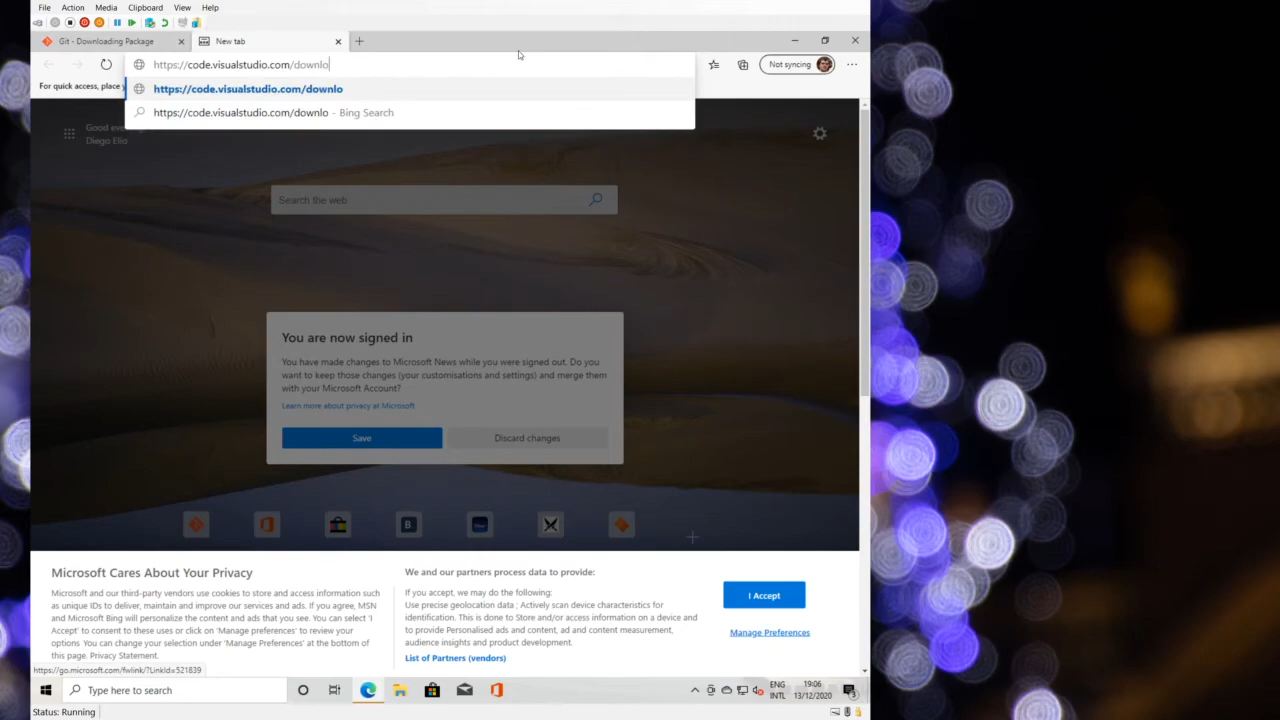 File Action Media Clipboard View Help
Git - Downloading Package
New tab
https://code.visualstudio.com/downlo
Not syncing
For quick access, place y
https://code.visualstudio.com/downlo
https://code.visualstudio.com/downlo - Bing Search
Good eve
Diego Elio
Search the web
You are now signed in
You have made changes to Microsoft News while you were signed out. Do you
want to keep those changes (your customisations and settings) and merge them
with your Microsoft Account?
Learn more about privacy at Microsoft
Save
Discard changes
B
Microsoft Cares About Your Privacy
Microsoft and our third-party vendors use cookies to store and access information such
as unique IDs to deliver, maintain and improve our services and ads. If you agree, MSN
and Microsoft Bing will personalize the content and ads that you see. You can select 'I
Accept' to consent to these uses or click on 'Manage preferences' to review your
options. You can change your selection under 'Manage Preferences' at the bottom of
this page. Privacy Statement.
We and our partners process data to provide:
If you accept, we may do the following:
Use precise geolocation data ; Actively scan device characteristics for
identification. This is done to Store and/or access information on a device and
to provide Personalised ads and content, ad and content measurement,
audience insights and product development.
List of Partners (vendors)
I Accept
Manage Preferences
https://go.microsoft.com/fwlink/?LinkId=521839
Type here to search
ENG
INTL
19:06
13/12/2020
3
Status: Running